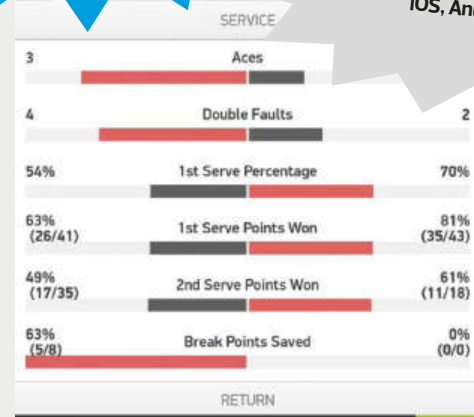 iOS, An
SERVICE
3 Aces
4 Double Faults 2
54% 1st Serve Percentage 70%
63% 1st Serve Points Won 81%
(26/41) (35/43)
49% 2nd Serve Points Won 61%
(17/35) (11/18)
63% Break Points Saved 0%
(5/8) (0/0)
RETURN